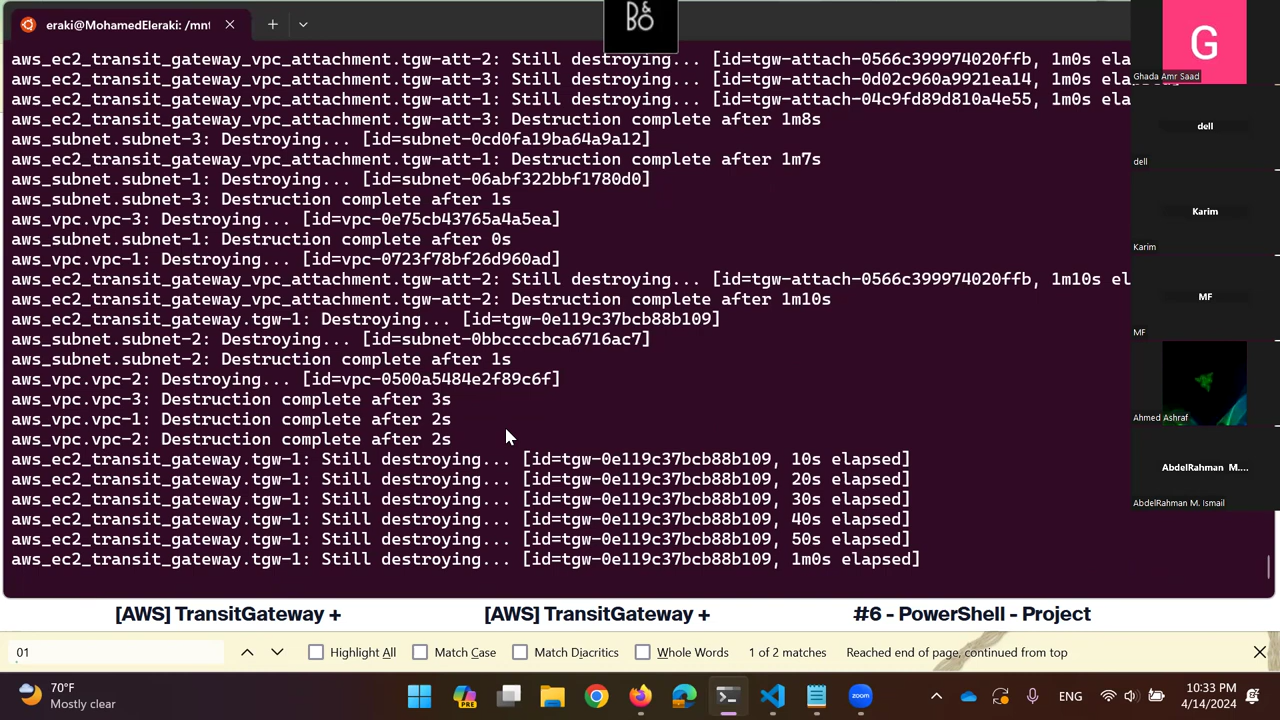 eraki@MohamedEleraki: /mnt
D&
BO
aws_ec2_transit_gateway_vpc_attachment.tgw-att-2: Still destroying... [id=tgw-attach-0566c399974020ffb, 1m0s ela
aws_ec2_transit_gateway_vpc_attachment.tgw-att-3: Still destroying... [id=tgw-attach-0d02c960a9921ea14, 1m0s ela
aws_ec2_transit_gateway_vpc_attachment.tgw-att-1: Still destroying... [id=tgw-attach-04c9fd89d810a4e55, 1m0s ela
aws_ec2_transit_gateway_vpc_attachment.tgw-att-3: Destruction complete after 1m8s
aws_subnet.subnet-3: Destroying... [id=subnet-0cd0fa19ba64a9a12]
aws_ec2_transit_gateway_vpc_attachment.tgw-att-1: Destruction complete after 1m7s
aws_subnet.subnet-1: Destroying... [id=subnet-06abf322bbf1780d0]
aws_subnet.subnet-3: Destruction complete after 1s
aws_vpc.vpc-3: Destroying... [id=vpc-0e75cb43765a4a5ea]
aws_subnet.subnet-1: Destruction complete after 0s
aws_vpc.vpc-1: Destroying... [id=vpc-0723f78bf26d960ad]
aws_ec2_transit_gateway_vpc_attachment.tgw-att-2: Still destroying... [id=tgw-attach-0566c399974020ffb, 1m10s el
aws_ec2_transit_gateway_vpc_attachment.tgw-att-2: Destruction complete after 1m10s
aws_ec2_transit_gateway.tgw-1: Destroying... [id=tgw-0e119c37bcb88b109]
aws_subnet.subnet-2: Destroying... [id=subnet-0bbccccbca6716ac7]
aws_subnet.subnet-2: Destruction complete after 1s
aws_vpc.vpc-2: Destroying... [id=vpc-0500a5484e2f89c6f]
aws_vpc.vpc-3: Destruction complete after 3s
aws_vpc.vpc-1: Destruction complete after 2s
aws_vpc.vpc-2: Destruction complete after 2s
aws_ec2_transit_gateway.tgw-1: Still destroying... [id=tgw-0e119c37bcb88b109, 10s elapsed]
aws_ec2_transit_gateway.tgw-1: Still destroying... [id=tgw-0e119c37bcb88b109, 20s elapsed]
aws_ec2_transit_gateway.tgw-1: Still destroying... [id=tgw-0e119c37bcb88b109, 30s elapsed]
aws_ec2_transit_gateway.tgw-1: Still destroying... [id=tgw-0e119c37bcb88b109, 40s elapsed]
aws_ec2_transit_gateway.tgw-1: Still destroying... [id=tgw-0e119c37bcb88b109, 50s elapsed]
aws_ec2_transit_gateway.tgw-1: Still destroying... [id=tgw-0e119c37bcb88b109, 1m0s elapsed]
G
Ghada Amr Saad
dell
dell
Karim
Karim
MF
MF
Ahmed Ashraf
AbdelRahman M....
AbdelRahman M. Ismail
[AWS] TransitGateway +
[AWS] TransitGateway +
#6 - PowerShell - Project
01
Highlight All
Match Case
Match Diacritics
Whole Words
1 of 2 matches
Reached end of page, continued from top
70°F
Mostly clear
PRE
zoom
ENG
10:33 PM
4/14/2024